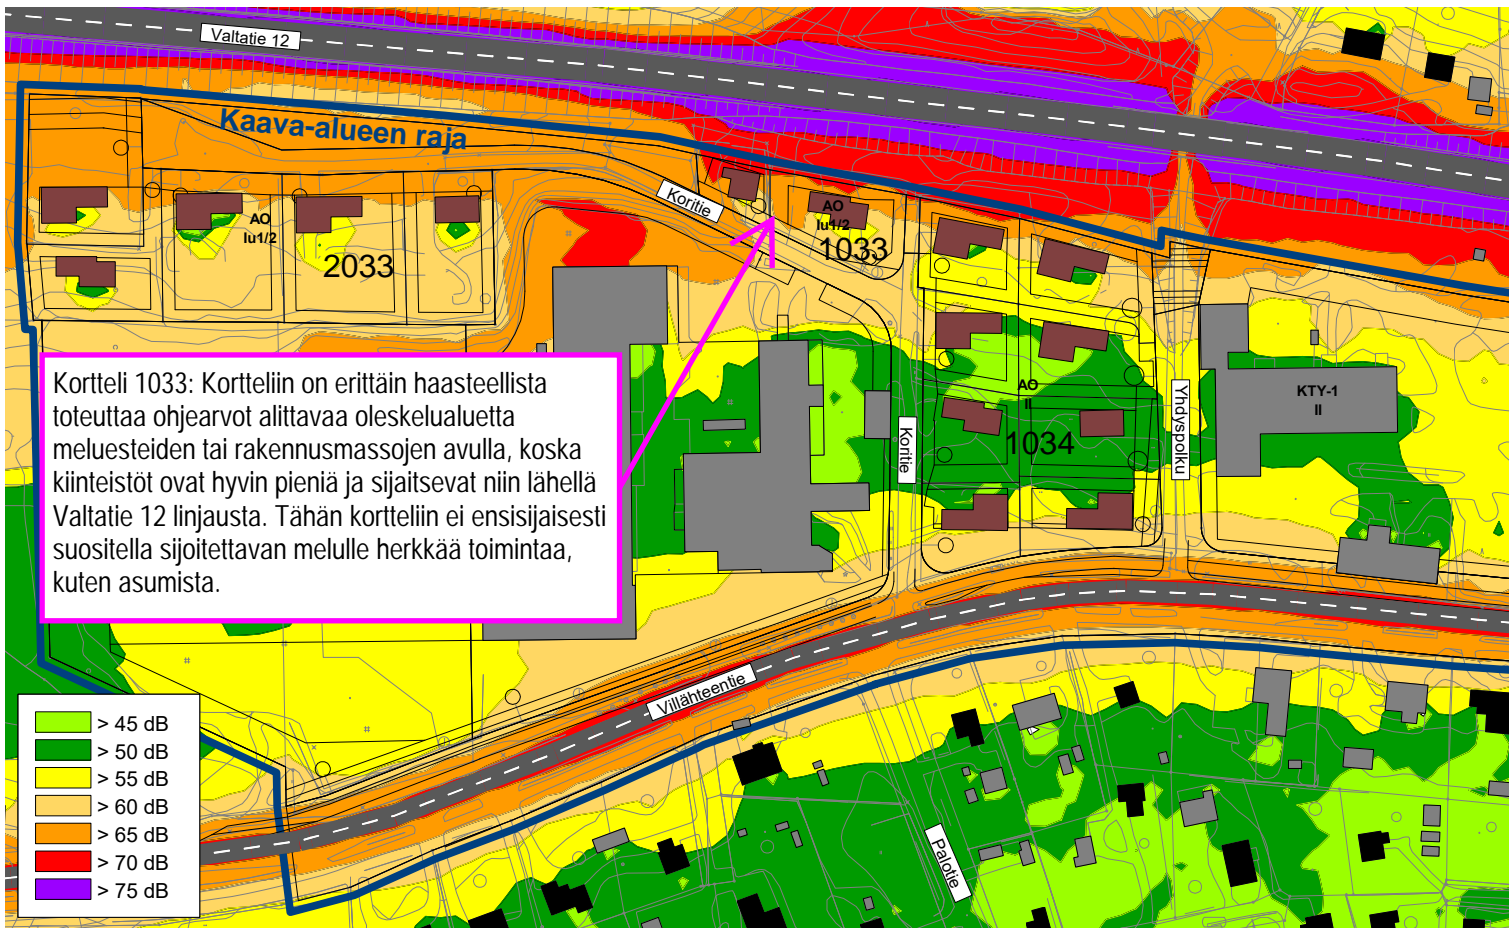 Valtatie 12
Kaava-alueen raja
Koritie
AO
Iu1/2
2033
AO
Iu1/2
1033
Kortteli 1033: Kortteliin on erittäin haasteellista
toteuttaa ohjearvot alittavaa oleskelualuetta
meluesteiden tai rakennusmassojen avulla, koska
kiinteistöt ovat hyvin pieniä ja sijaitsevat niin lähellä
Valtatie 12 linjausta. Tähän kortteliin ei ensisijaisesti
suositella sijoitettavan melulle herkkää toimintaa,
kuten asumista.
AO
II
1034
Koritie
Yhdyspolku
KTY-1
II
Villähteentie
Palotie
> 45 dB
> 50 dB
> 55 dB
> 60 dB
> 65 dB
> 70 dB
> 75 dB